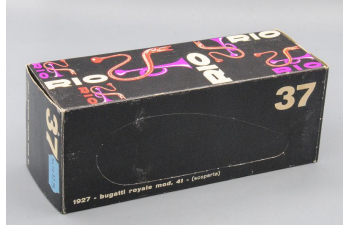 RIO
RIO
RIO
RIO
37
37
1927 - bugatti royale mod. 41 - (scoperta)